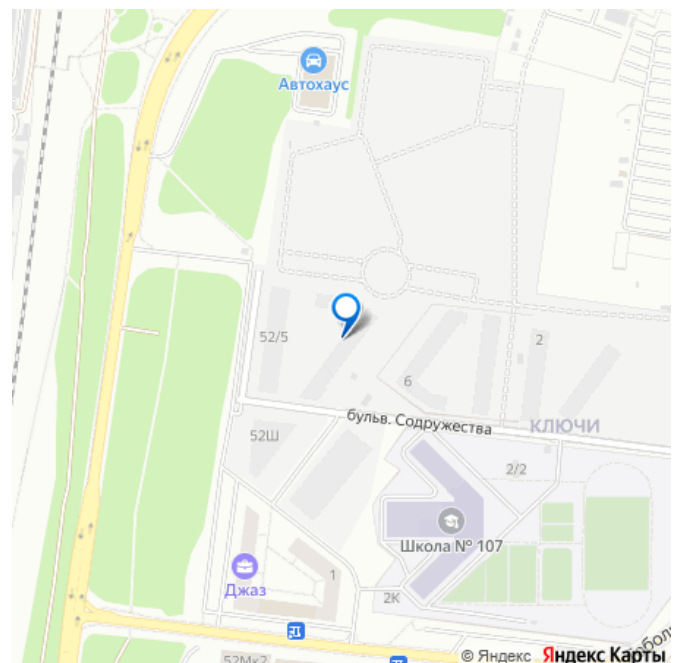 Автохаус
52/5
2
6
бульв. Содружества
КЛЮЧИ
52Ш
2/2
Школа № 107
Джаз
1
2К
52Мк2
© Яндекс Яндекс Карты